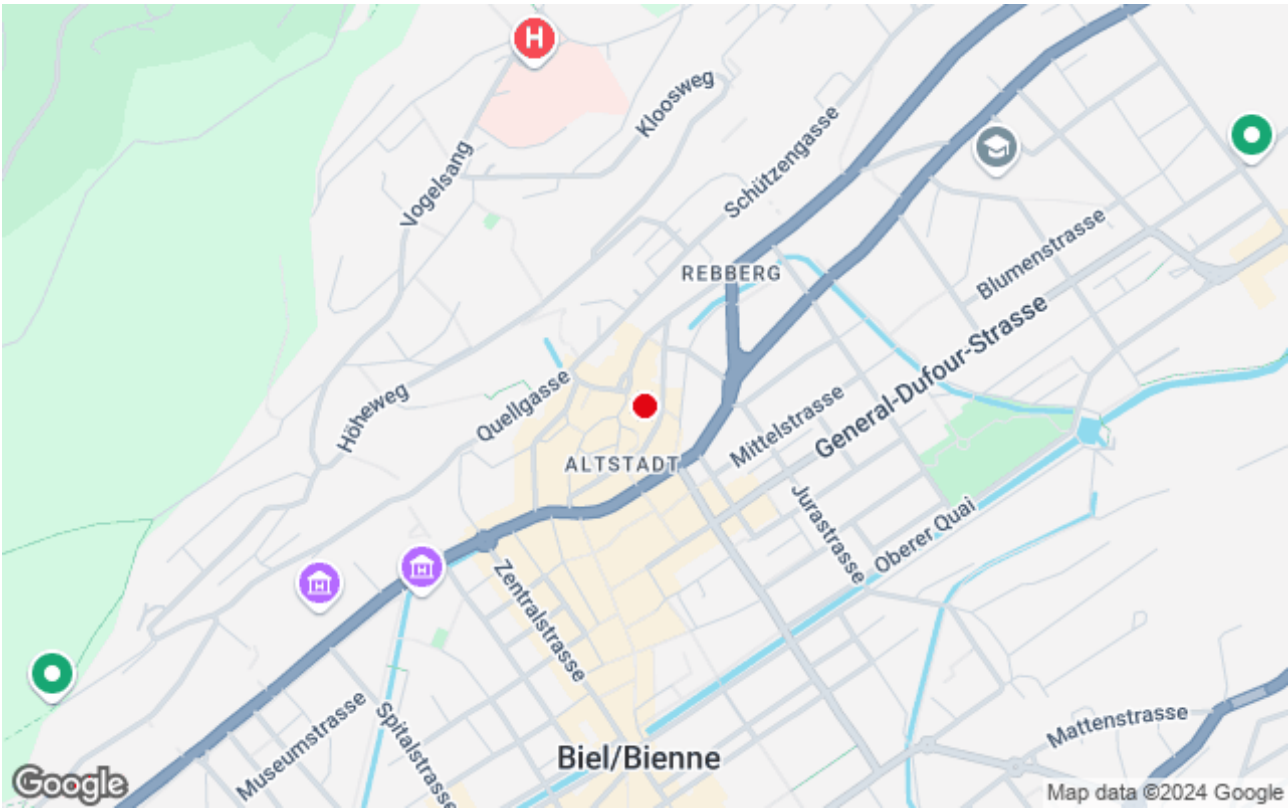 H
Kloosweg
Vogelsang
Schützengasse
REBBERG
Blumenstrasse
General-Dufour-Strasse
Höheweg
Quellgasse
Mittelstrasse
ALTSTADT
Jurastrasse
Oberer Quai
Zentralstrasse
Museumstrasse
Spitalstrasse
Mattenstrasse
Biel/Bienne
Google
Map data ©2024 Google